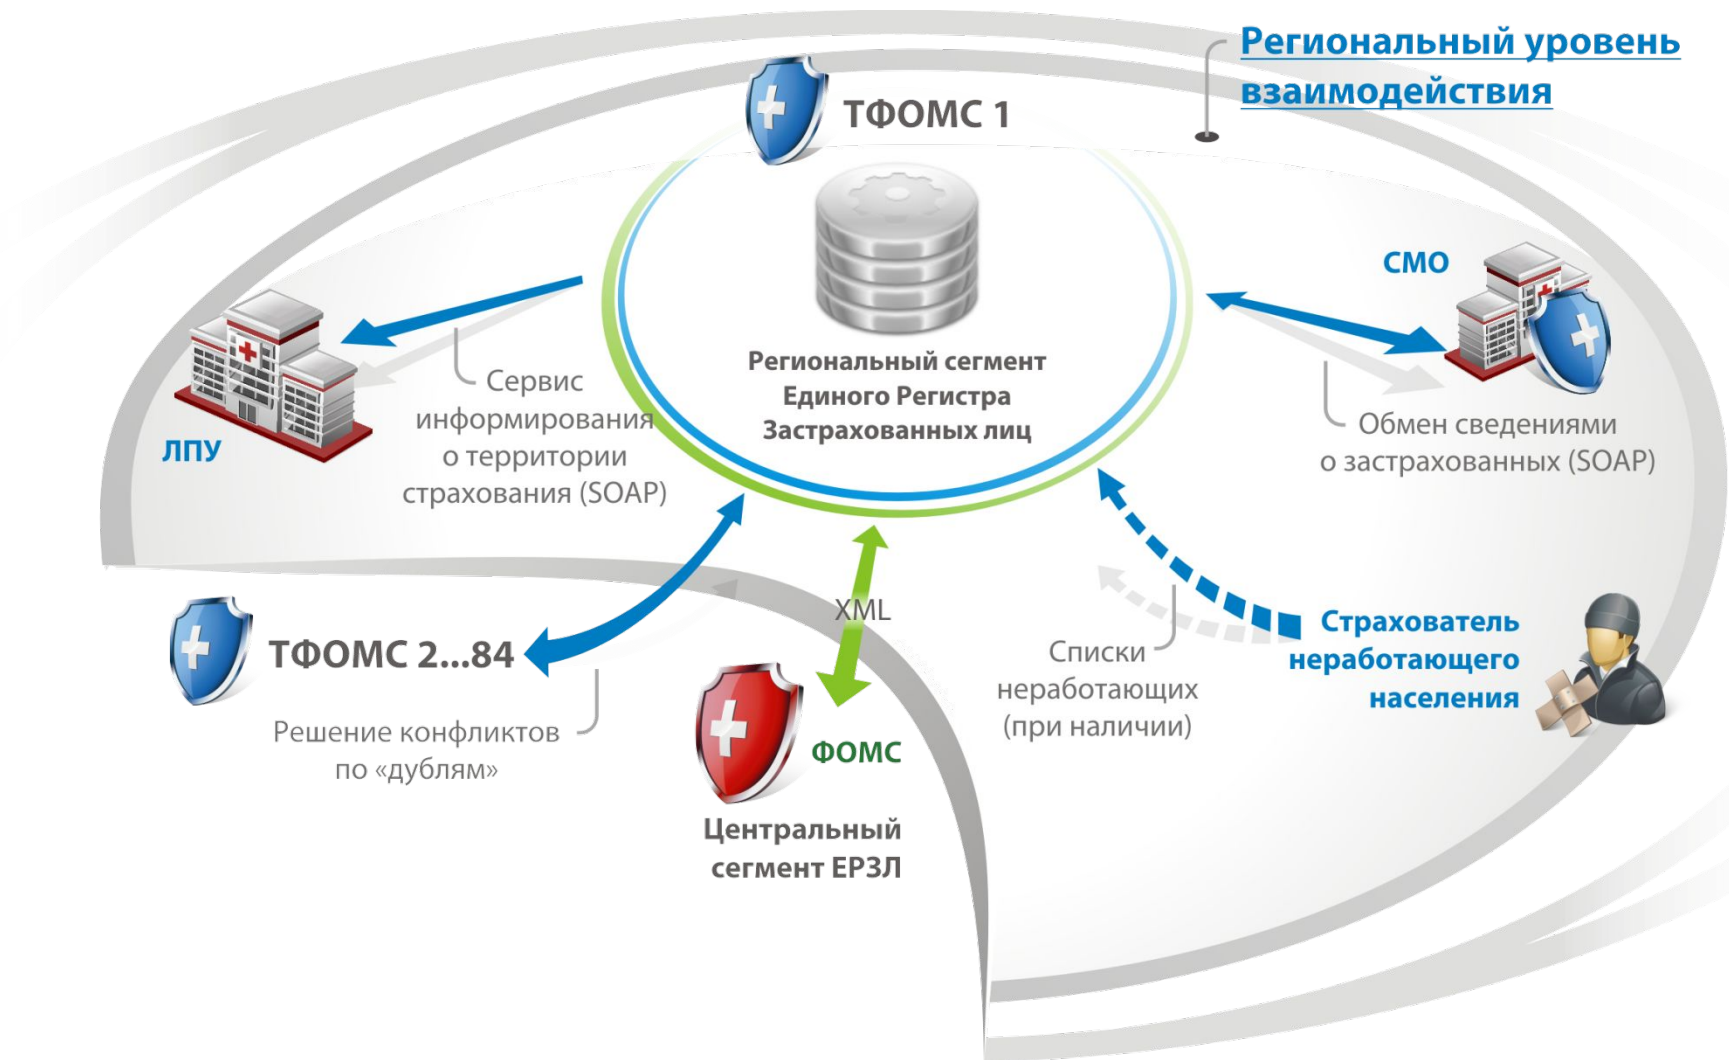 Региональный уровень
взаимодействия
ТФОМС 1
Региональный сегмент
Единого Регистра
Застрахованных лиц
СМО
Обмен сведениями
о застрахованных (SOAP)
ЛПУ
Сервис
информирования
о территории
страхования (SOAP)
ТФОМС 2...84
Решение конфликтов
по «дублям»
XML
ФОМС
Центральный
сегмент ЕРЗЛ
Списки
неработающих
(при наличии)
Страхователь
неработающего
населения